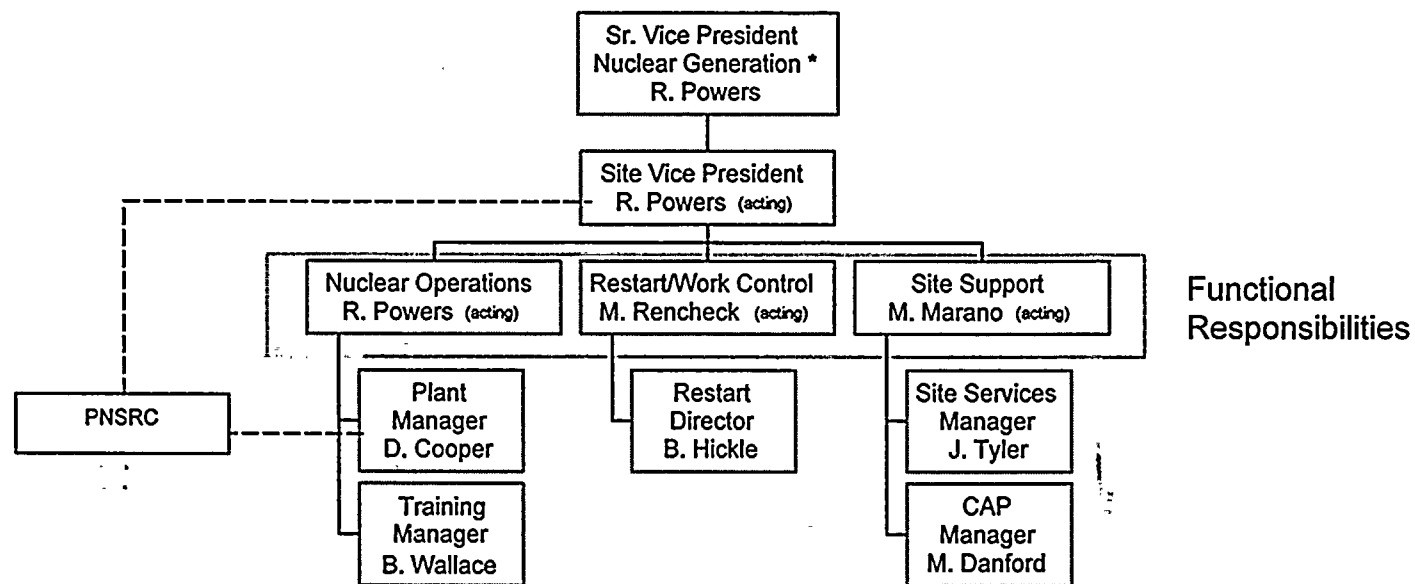 Sr. Vice President
Nuclear Generation *
R. Powers
Site Vice President
R. Powers (acting)
Nuclear Operations
R. Powers (acting)
Restart/Work Control
M. Rencheck (acting)
Site Support
M. Marano (acting)
Functional
Responsibilities
PNSRC
Plant
Manager
D. Cooper
Restart
Director
B. Hickle
Site Services
Manager
J. Tyler
Training
Manager
B. Wallace
CAP
Manager
M. Danford